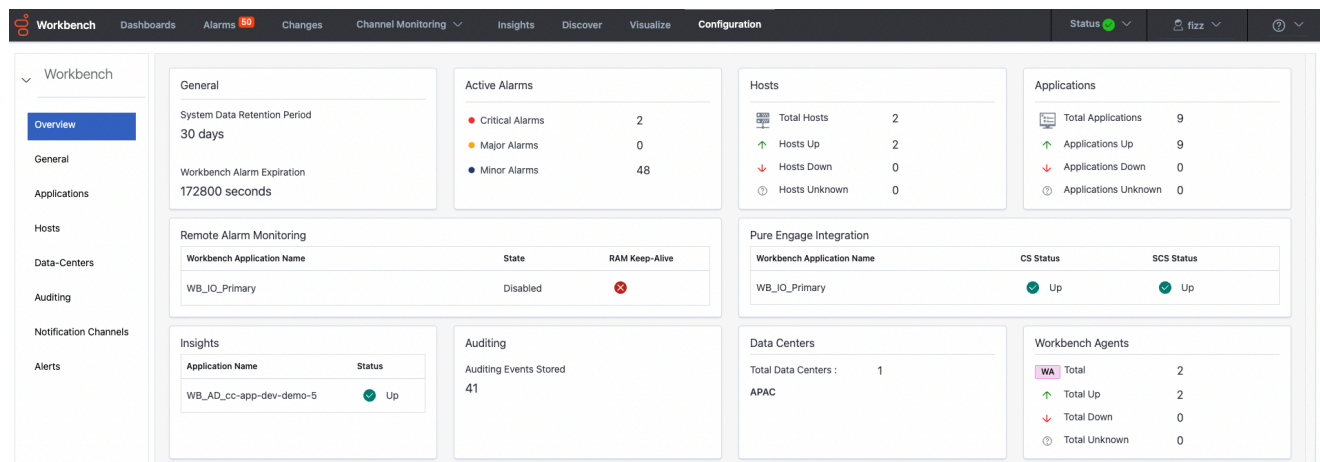 Workbench Dashboards Alarms 50 Changes Channel Monitoring Insights Discover Visualize Configuration Status fizz
Workbench
Overview
General
Applications
Hosts
Data-Centers
Auditing
Notification Channels
Alerts
General
System Data Retention Period
30 days
Workbench Alarm Expiration
172800 seconds
Active Alarms
Critical Alarms 2
Major Alarms 0
Minor Alarms 48
Hosts
Total Hosts 2
Hosts Up 2
Hosts Down 0
Hosts Unknown 0
Applications
Total Applications 9
Applications Up 9
Applications Down 0
Applications Unknown 0
Remote Alarm Monitoring
Workbench Application Name State RAM Keep-Alive
WB_IO_Primary Disabled
Pure Engage Integration
Workbench Application Name CS Status SCS Status
WB_IO_Primary Up Up
Insights
Application Name Status
WB_AD_cc-app-dev-demo-5 Up
Auditing
Auditing Events Stored
41
Data Centers
Total Data Centers : 1
APAC
Workbench Agents
WA Total 2
Total Up 2
Total Down 0
Total Unknown 0